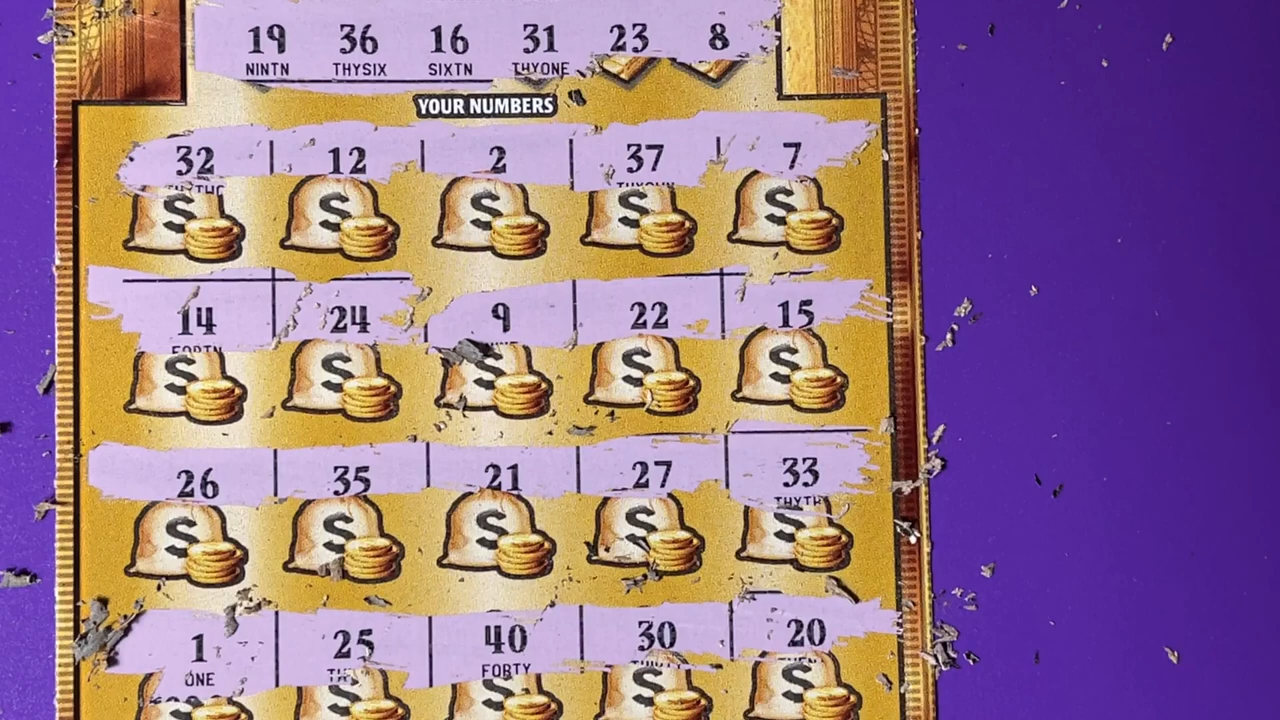 19 36 16 31 23 8
NINTN THYSIX SIXTN THYONE
YOUR NUMBERS
32 12 2 37 7
14 24 9 22 15
26 35 21 27 33
1 25 40 30 20
ONE FORTY